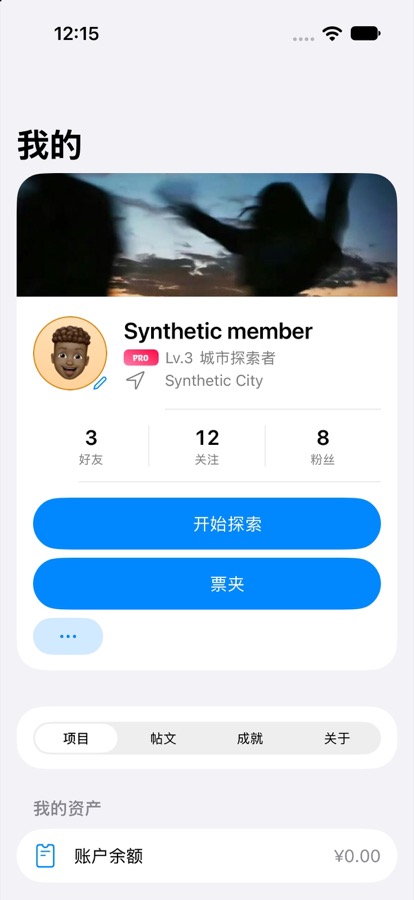 12:15
我的
Synthetic member
PRO Lv.3 城市探索者
Synthetic City
3 12 8
好友 关注 粉丝
开始探索
票夹
项目 帖文 成就 关于
我的资产
账户余额 ¥0.00